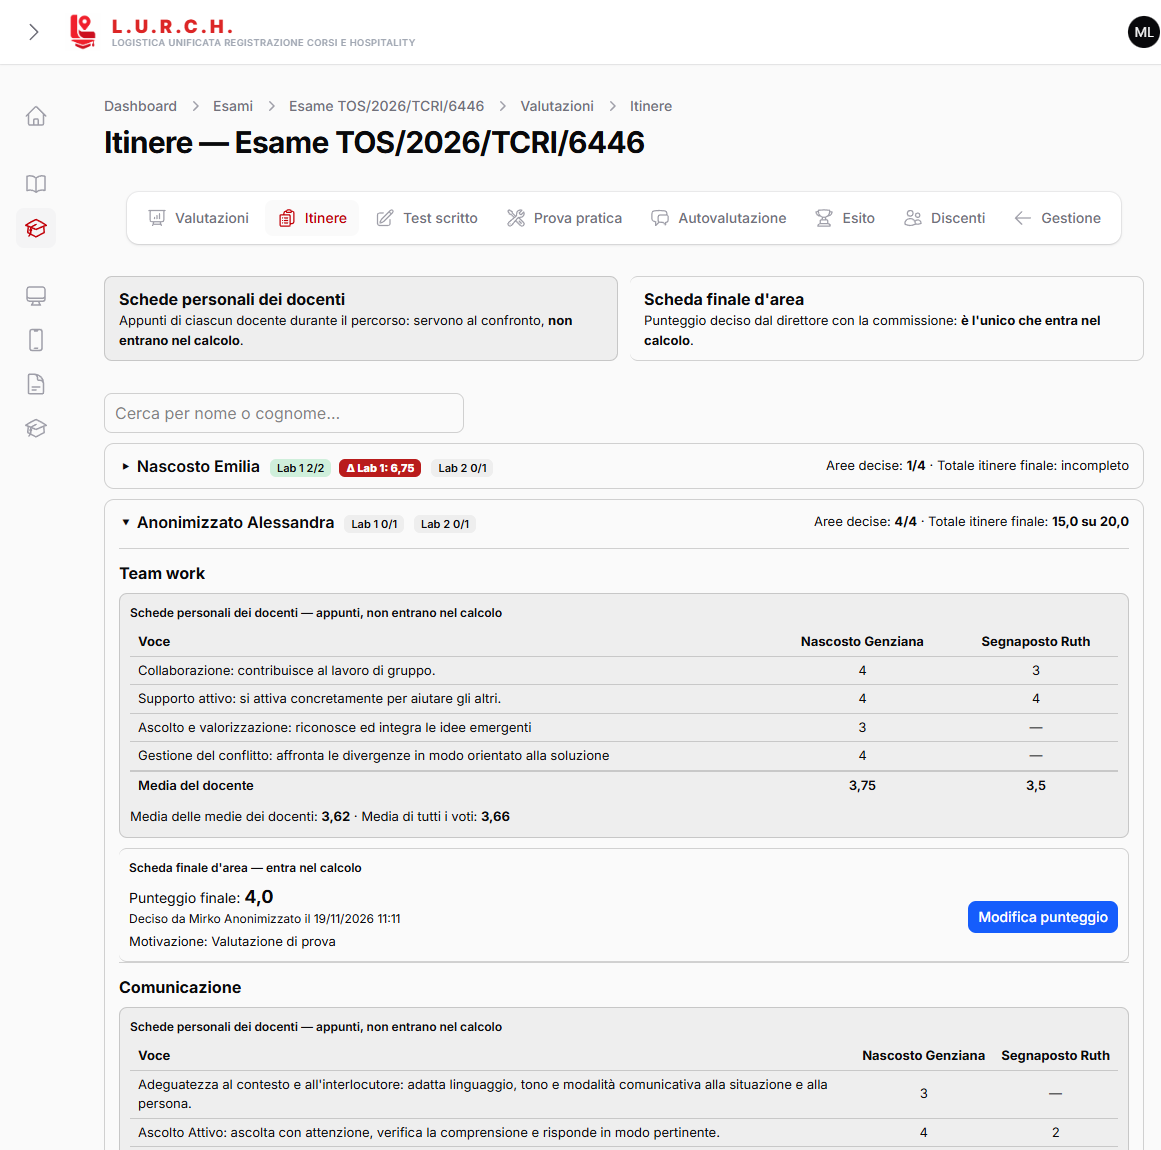 L.U.R.C.H.
LOGISTICA UNIFICATA REGISTRAZIONE CORSI E HOSPITALITY
ML
Dashboard > Esami > Esame TOS/2026/TCRI/6446 > Valutazioni > Itinere
Itinere — Esame TOS/2026/TCRI/6446
Valutazioni Itinere Test scritto Prova pratica Autovalutazione Esito Discenti Gestione
Schede personali dei docenti
Appunti di ciascun docente durante il percorso: servono al confronto, non
entrano nel calcolo.
Scheda finale d'area
Punteggio deciso dal direttore con la commissione: è l'unico che entra nel
calcolo.
Cerca per nome o cognome...
Nascosto Emilia Lab 1 2/2 Δ Lab 1: 6,75 Lab 2 0/1 Aree decise: 1/4 · Totale itinere finale: incompleto
Anonimizzato Alessandra Lab 1 0/1 Lab 2 0/1 Aree decise: 4/4 · Totale itinere finale: 15,0 su 20,0
Team work
Schede personali dei docenti — appunti, non entrano nel calcolo
Voce Nascosto Genziana Segnaposto Ruth
Collaborazione: contribuisce al lavoro di gruppo. 4 3
Supporto attivo: si attiva concretamente per aiutare gli altri. 4 4
Ascolto e valorizzazione: riconosce ed integra le idee emergenti 3 —
Gestione del conflitto: affronta le divergenze in modo orientato alla soluzione 4 —
Media del docente 3,75 3,5
Media delle medie dei docenti: 3,62 · Media di tutti i voti: 3,66
Scheda finale d'area — entra nel calcolo
Punteggio finale: 4,0
Deciso da Mirko Anonimizzato il 19/11/2026 11:11
Motivazione: Valutazione di prova
Modifica punteggio
Comunicazione
Schede personali dei docenti — appunti, non entrano nel calcolo
Voce Nascosto Genziana Segnaposto Ruth
Adeguatezza al contesto e all'interlocutore: adatta linguaggio, tono e modalità comunicativa alla situazione e alla
persona. 3 —
Ascolto Attivo: ascolta con attenzione, verifica la comprensione e risponde in modo pertinente. 4 2